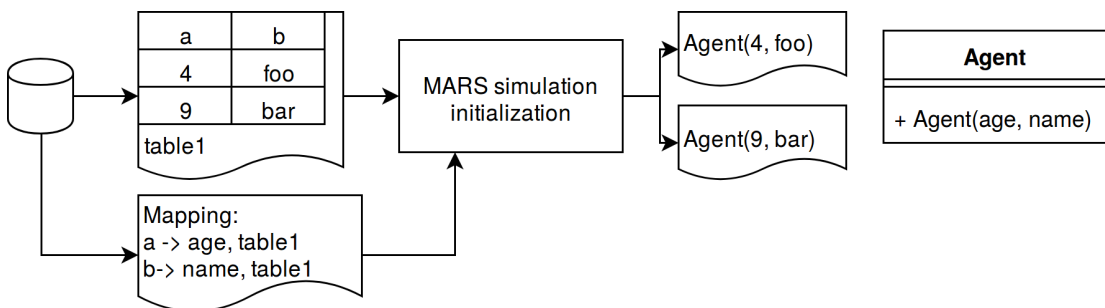 a b
4 foo
9 bar
table1
Mapping:
a -> age, table1
b-> name, table1
MARS simulation
initialization
Agent(4, foo)
Agent(9, bar)
Agent
+ Agent(age, name)